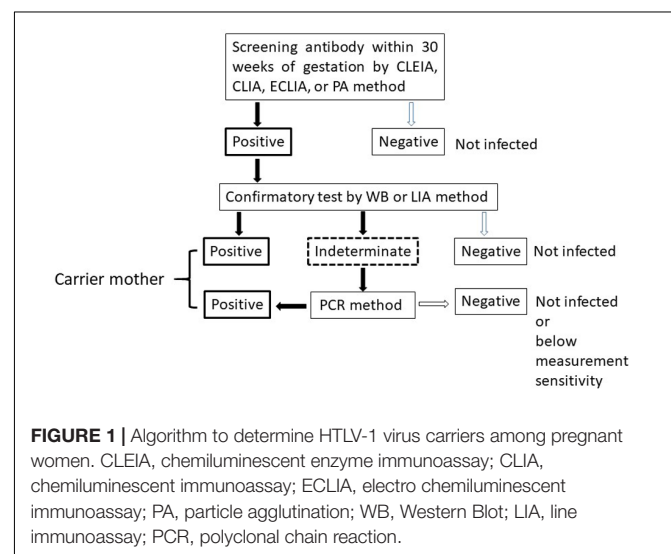 Screening antibody within 30
weeks of gestation by CLEIA,
CLIA, ECLIA, or PA method
Positive
Negative
Not infected
Confirmatory test by WB or LIA method
Positive
Indeterminate
Negative
Not infected
Carrier mother
Positive
PCR method
Negative
Not infected
or
below
measurement
sensitivity
FIGURE 1 | Algorithm to determine HTLV-1 virus carriers among pregnant
women. CLEIA, chemiluminescent enzyme immunoassay; CLIA,
chemiluminescent immunoassay; ECLIA, electro chemiluminescent
immunoassay; PA, particle agglutination; WB, Western Blot; LIA, line
immunoassay; PCR, polyclonal chain reaction.